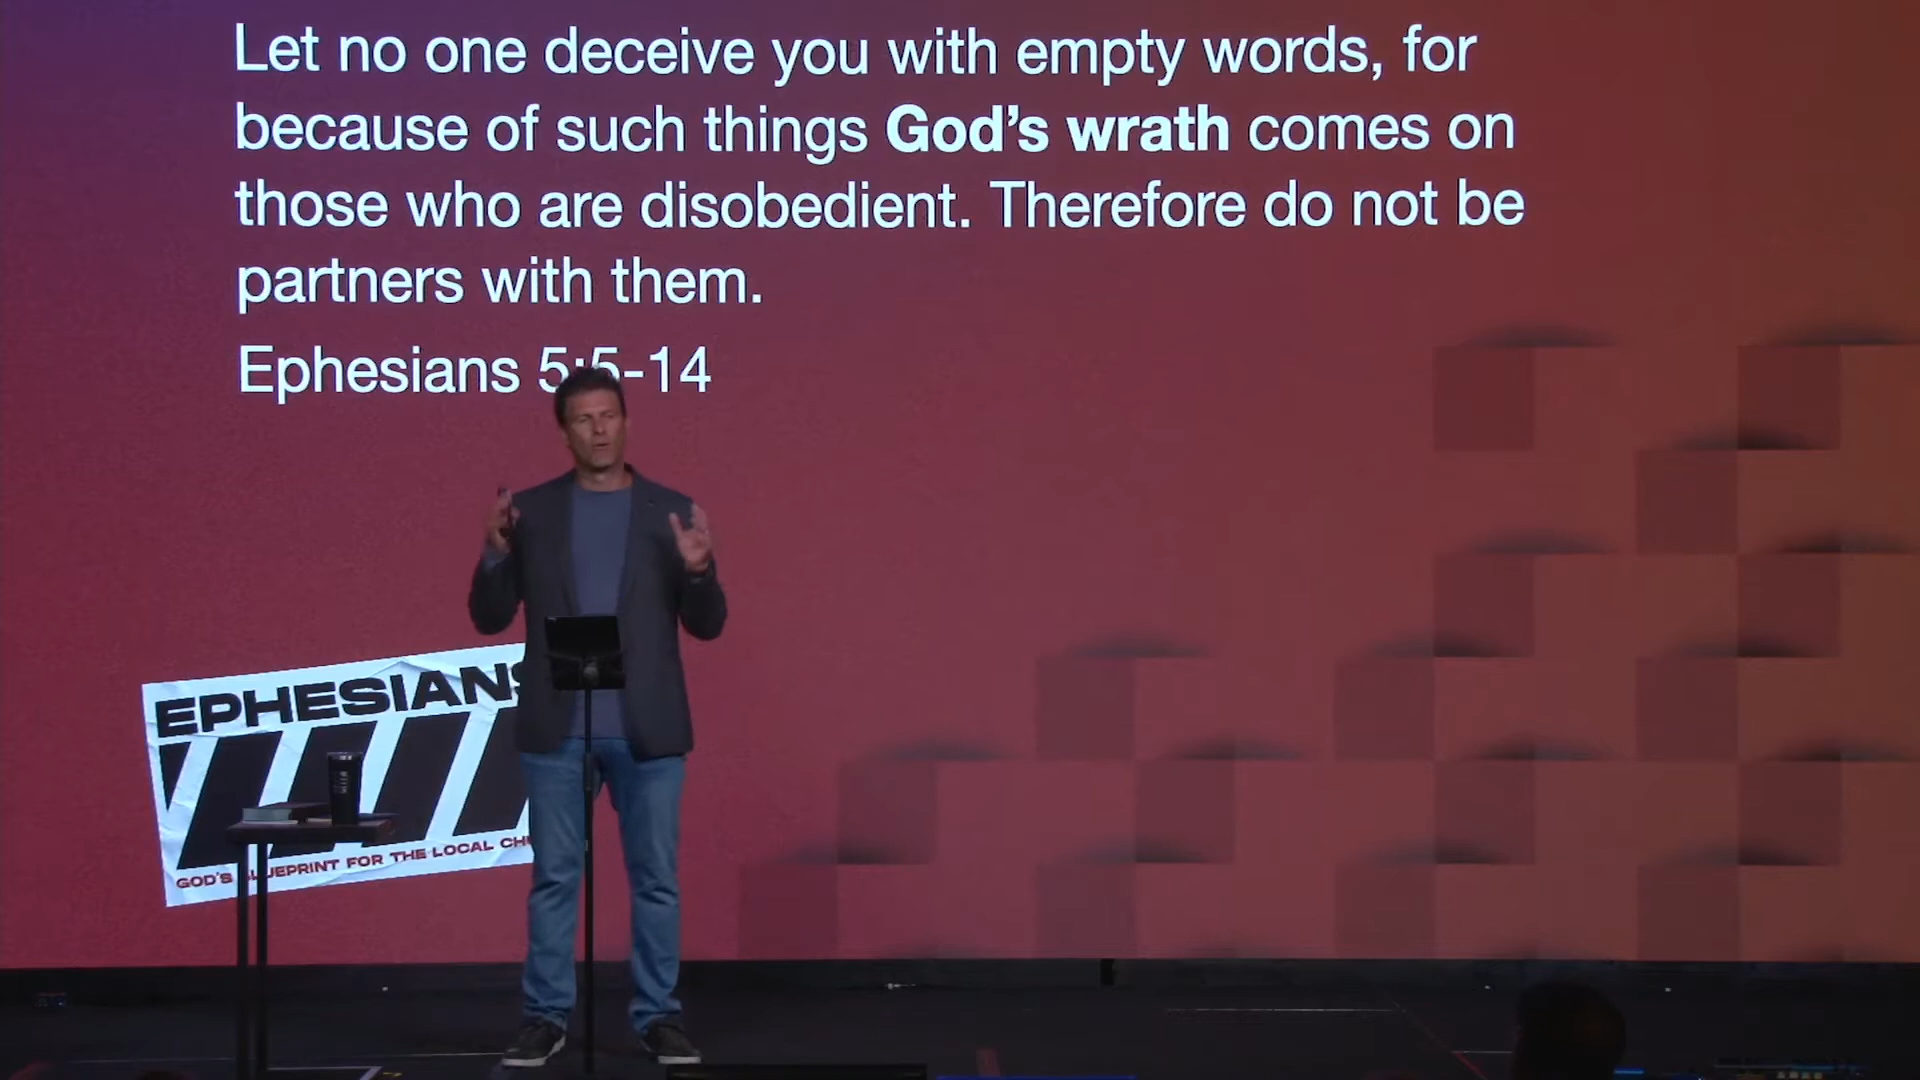 Let no one deceive you with empty words, for
because of such things God’s wrath comes on
those who are disobedient. Therefore do not be
partners with them.
Ephesians 5:5-14
EPHESIANS
GOD'S BLUEPRINT FOR THE LOCAL